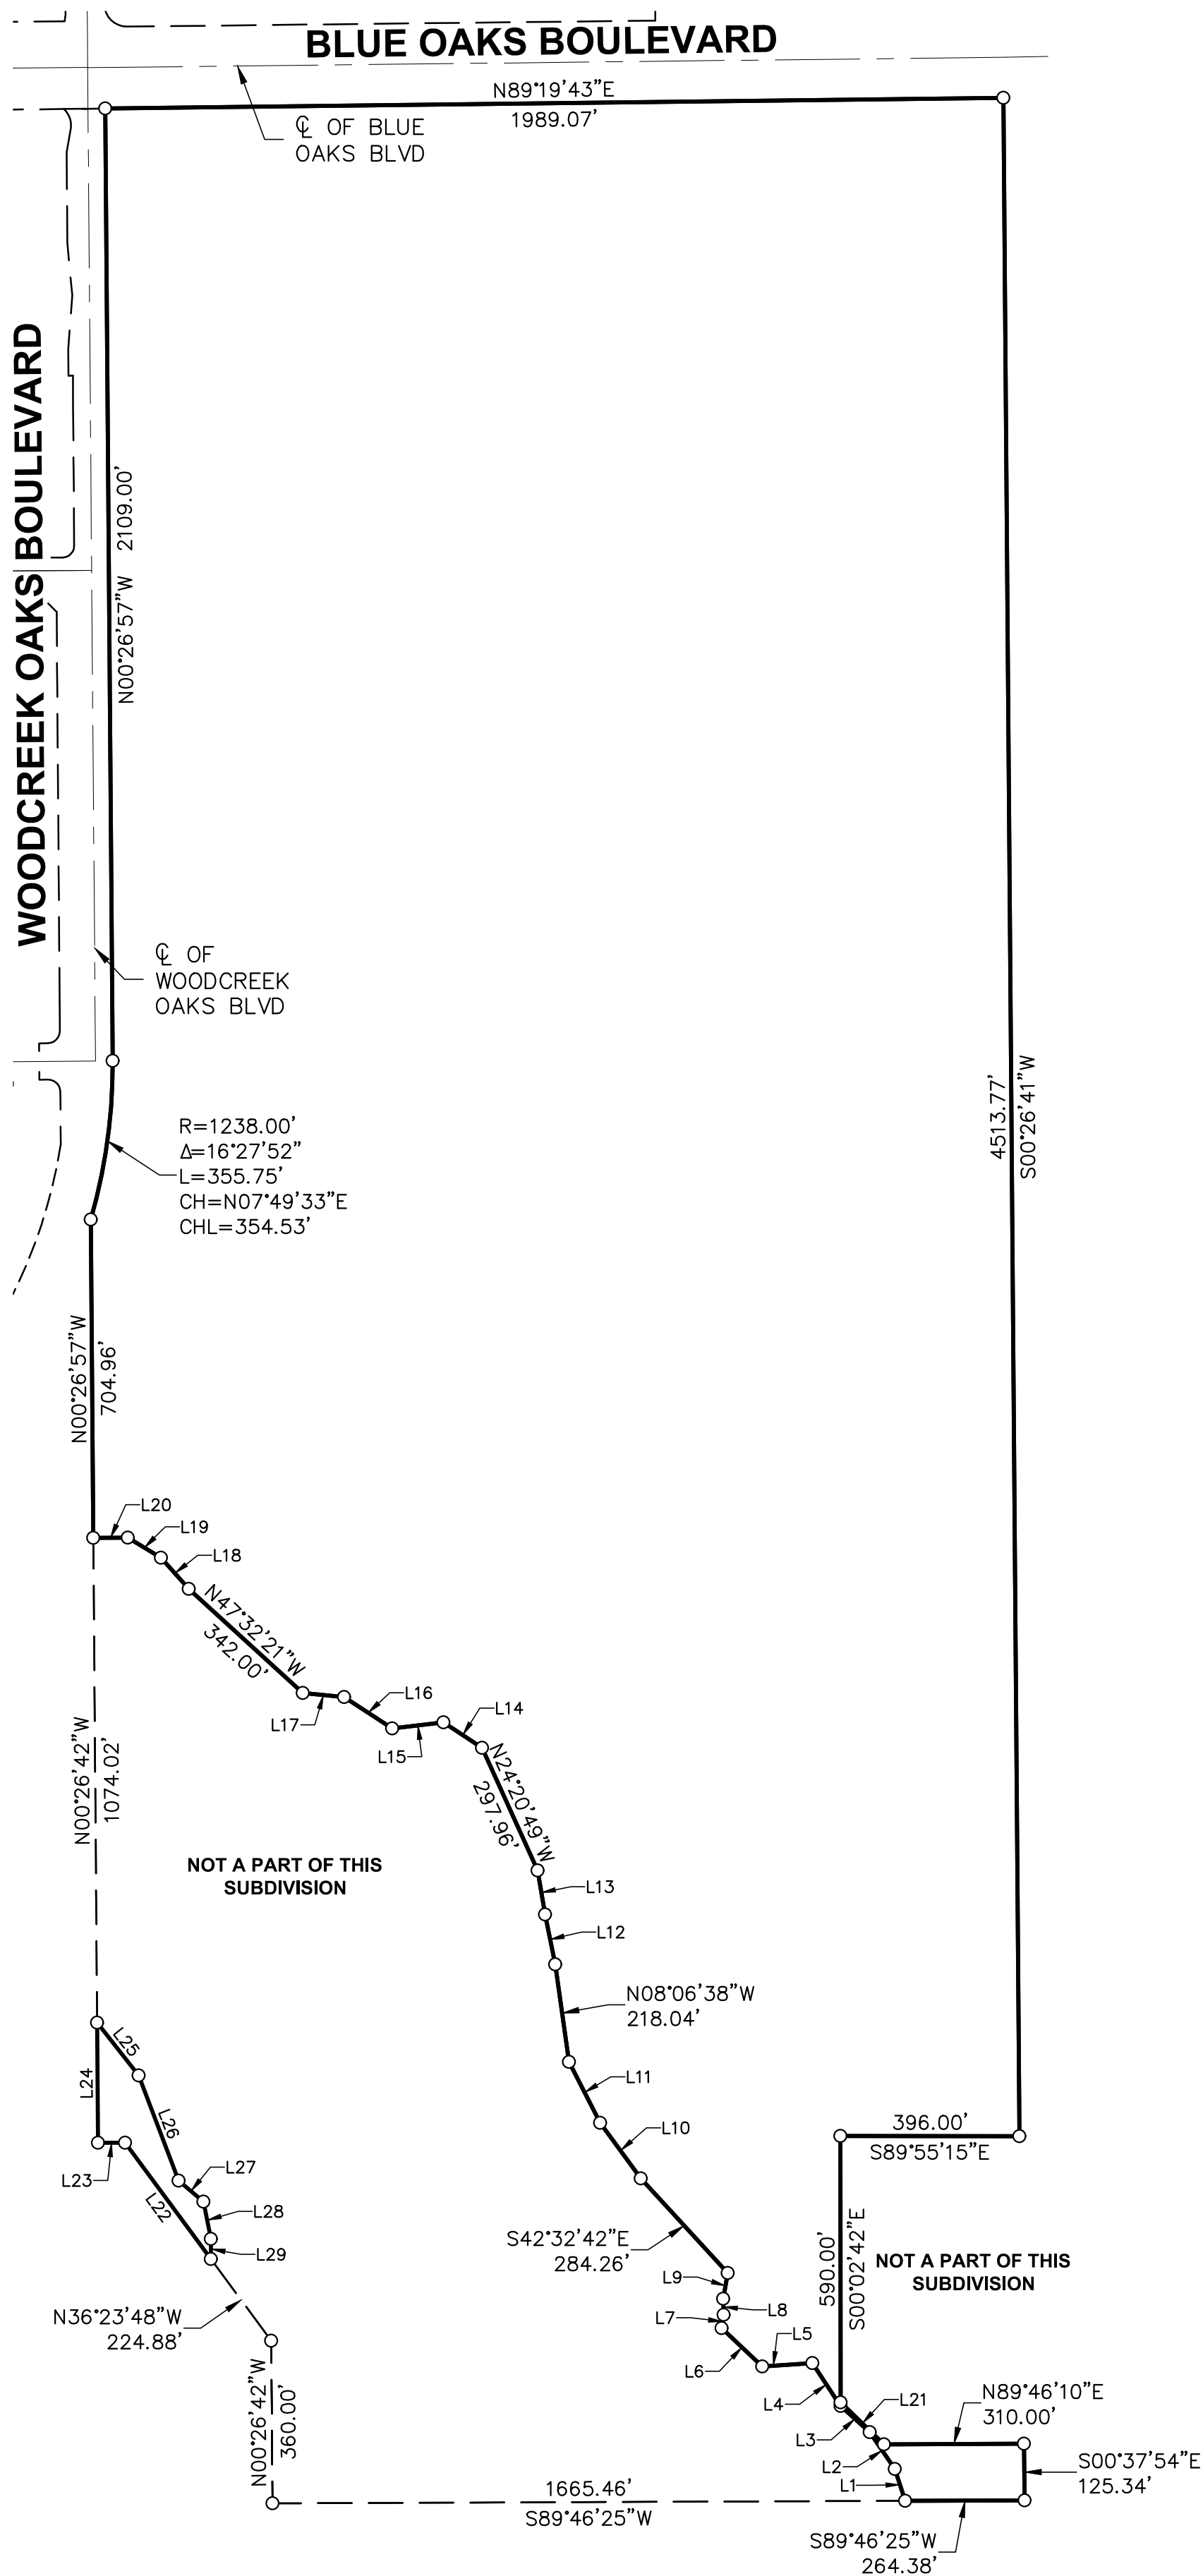 BLUE OAKS BOULEVARD
N89°19'43"E
1989.07'
℄ OF BLUE
OAKS BLVD
WOODCREEK OAKS BOULEVARD
N00°26'57"W 2109.00'
℄ OF
WOODCREEK
OAKS BLVD
4513.77'
S00°26'41"W
R=1238.00'
Δ=16°27'52"
L=355.75'
CH=N07°49'33"E
CHL=354.53'
N00°26'57"W
704.96'
L20
L19
L18
N47°32'21"W
342.00'
L16
L17
L14
L15
N24°20'49"W
297.96'
N00°26'42"W
1074.02'
NOT A PART OF THIS
SUBDIVISION
L13
L12
N08°06'38"W
218.04'
L25
L24
L11
L26
L10
396.00'
S89°55'15"E
L23
L27
L22
L28
L29
S42°32'42"E
284.26'
590.00'
S00°02'42"E
NOT A PART OF THIS
SUBDIVISION
L9
L8
L7
N36°23'48"W
224.88'
L5
L6
L4
L21
L3
N89°46'10"E
310.00'
N00°26'42"W
360.00'
L2
L1
S00°37'54"E
125.34'
1665.46'
S89°46'25"W
S89°46'25"W
264.38'